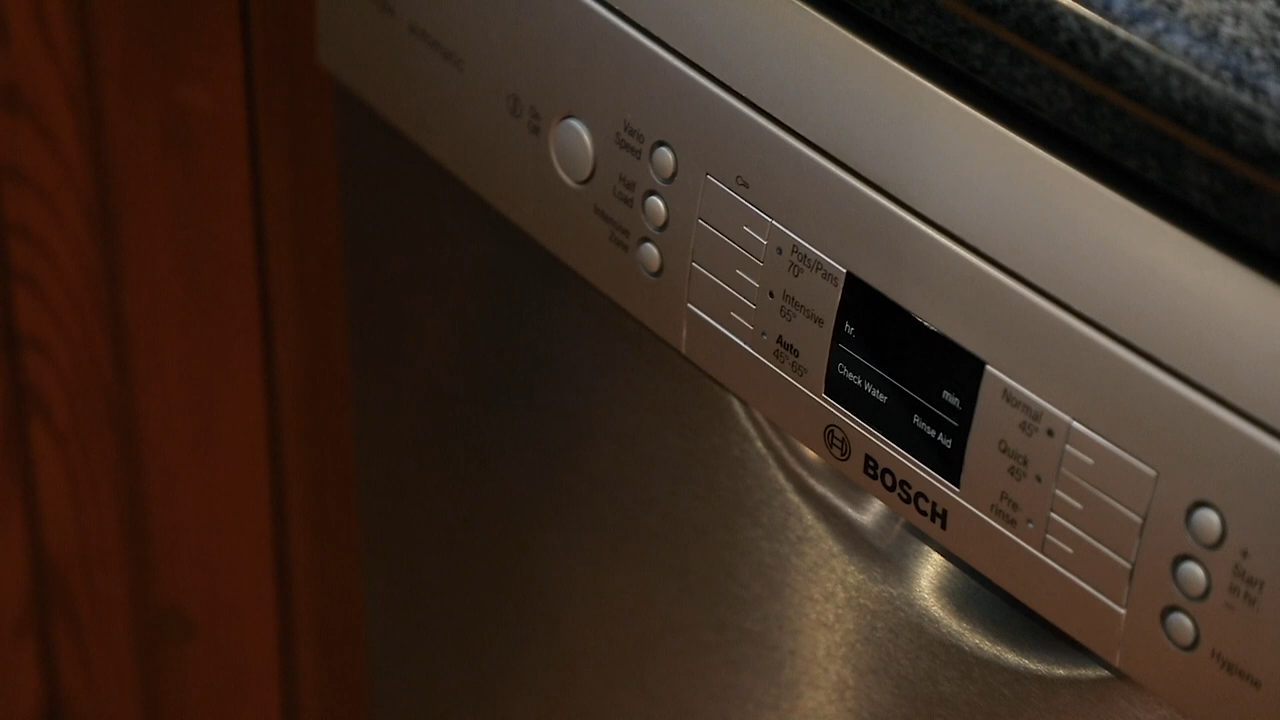 On
Off
Vario
Speed
Half
Load
Intensive
Zone
Pots/Pans
70°
Intensive
65°
Auto
45°-65°
hr.
min.
Check Water
Rinse Aid
Normal
45°
Quick
45°
Pre-
rinse
BOSCH
+
Start
in hr.
-
Hygiene